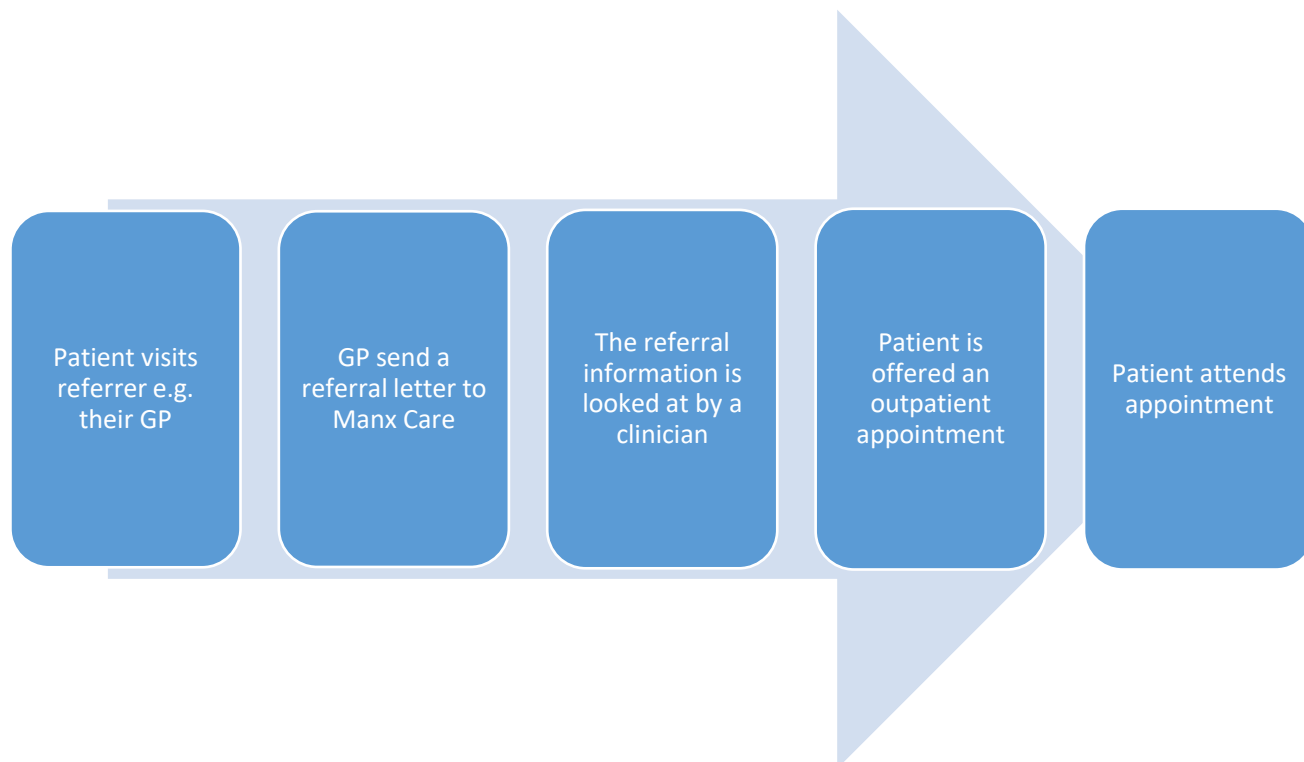 Patient visits
referrer e.g.
their GP
GP send a
referral letter to
Manx Care
The referral
information is
looked at by a
clinician
Patient is
offered an
outpatient
appointment
Patient attends
appointment